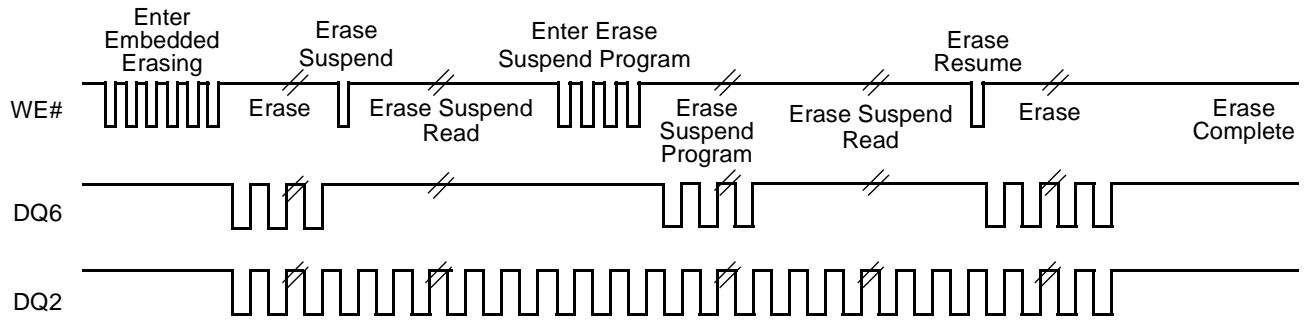 Enter
Embedded
Erasing
Erase
Suspend
Enter Erase
Suspend Program
Erase
Resume
WE#
Erase
Erase Suspend
Read
Erase
Suspend
Program
Erase Suspend
Read
Erase
Erase
Complete
DQ6
DQ2